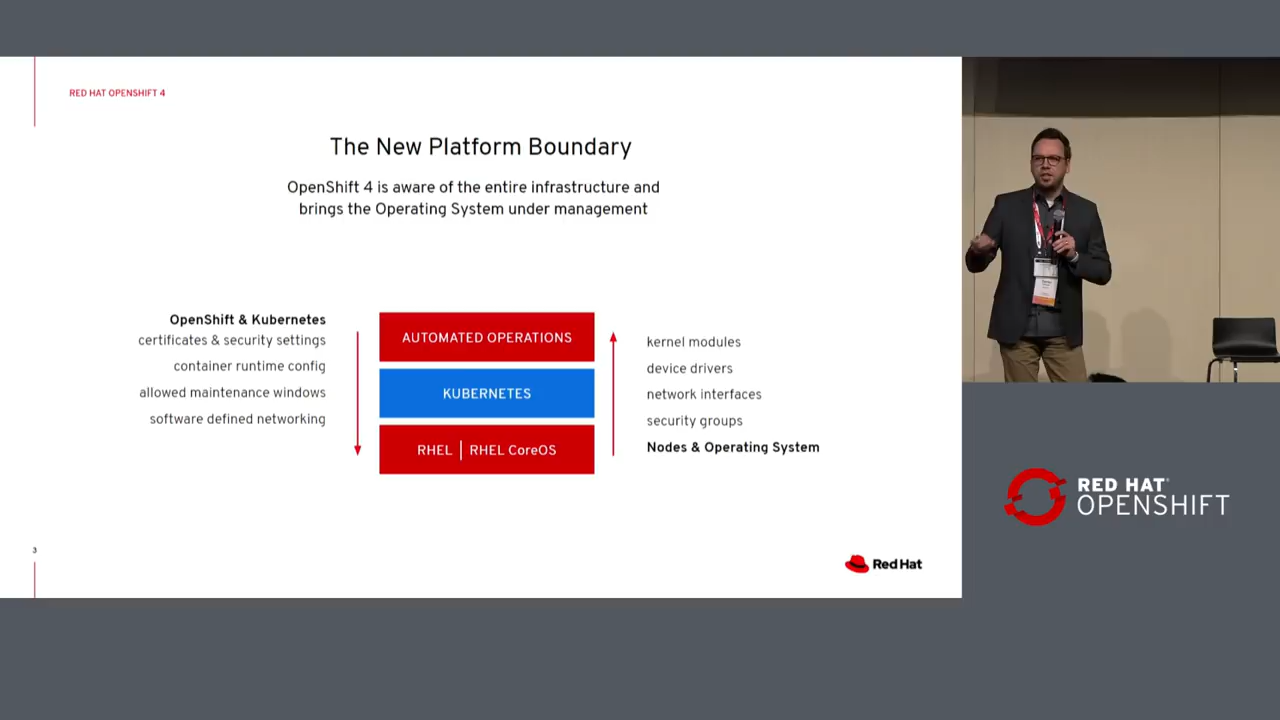 RED HAT OPENSHIFT 4
The New Platform Boundary
OpenShift 4 is aware of the entire infrastructure and
brings the Operating System under management
OpenShift & Kubernetes
certificates & security settings
container runtime config
allowed maintenance windows
software defined networking
AUTOMATED OPERATIONS
KUBERNETES
RHEL | RHEL CoreOS
kernel modules
device drivers
network interfaces
security groups
Nodes & Operating System
3
Red Hat
RED HAT®
OPENSHIFT